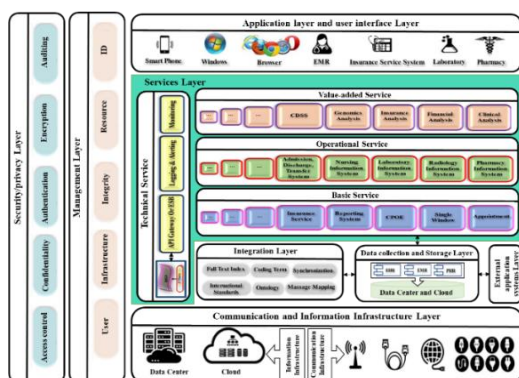 Application layer and user interface Layer
Smart Phone
Windows
Browser
EMR
Insurance Service System
Laboratory
Pharmacy
Security/privacy Layer
Auditing
Encryption
Authentication
Confidentiality
Access control
Management Layer
ID
Resource
Integrity
Infrastructure
User
Services Layer
Technical Service
Monitoring
Logging & Alerting
API Gateway Or ESB
Value-added Service
...
CDSS
Genomics
Analysis
Insurance
Analysis
Financial
Analysis
Clinical
Analysis
Operational Service
...
Admission,
Discharge,
Transfer System
Nursing
Information
System
Laboratory
Information
System
Radiology
Information
System
Pharmacy
Information
System
Basic Service
...
Insurance
Service
Reporting
System
CPOE
Single
Window
Appointment
Integration Layer
Full Text Index
Coding Term
Synchronization
International
Standards
Ontology
Massage Mapping
Data collection and Storage Layer
Data Center and Cloud
External
application
systems Layer
Communication and Information Infrastructure Layer
Data Center
Cloud
Information
Infrastructure
Communication
Infrastructure